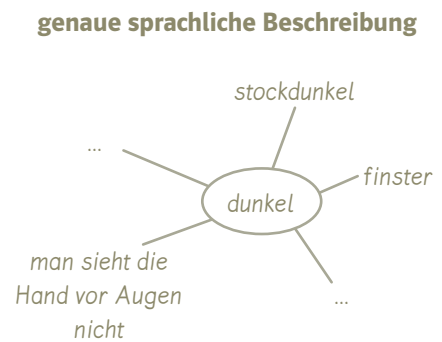 genaue sprachliche Beschreibung
stockdunkel
...
finster
dunkel
man sieht die
Hand vor Augen
nicht
...